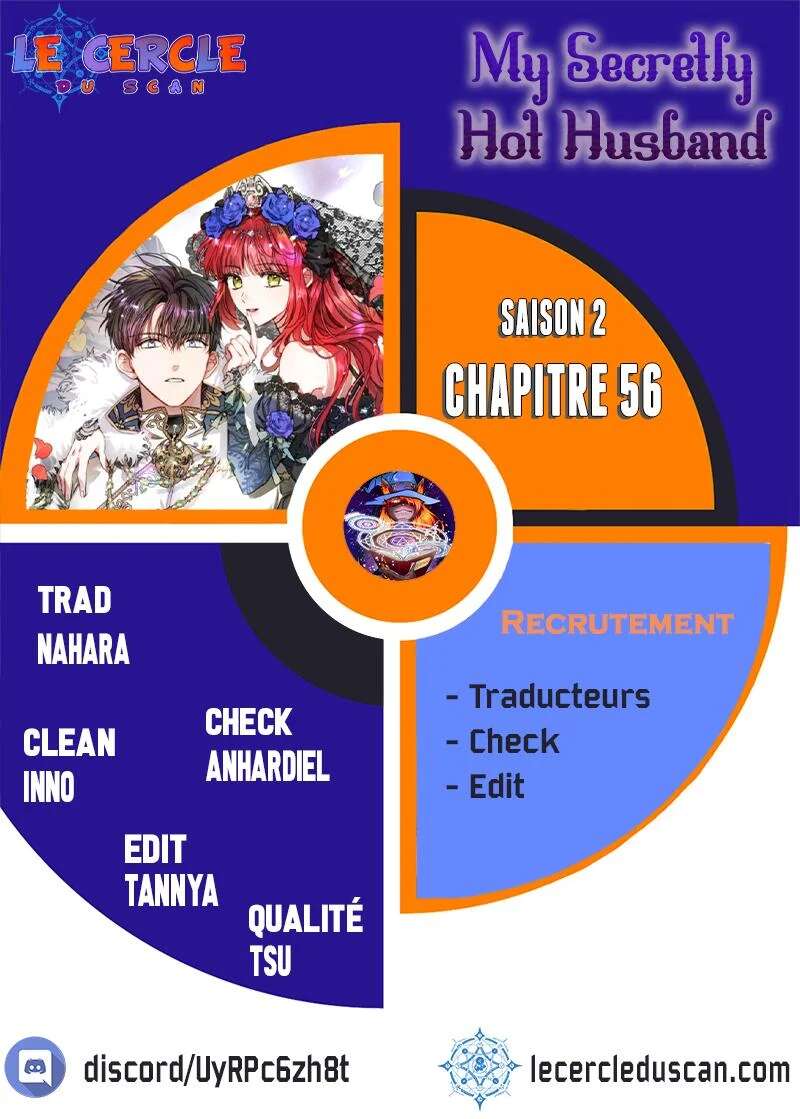 LE CERCLE
DU SCAN
My Secretly
Hot Husband
SAISON 2
CHAPITRE 56
TRAD
NAHARA
CLEAN
INNO
CHECK
ANHARDIEL
EDIT
TANNYA
QUALITÉ
TSU
RECRUTEMENT
- Traducteurs
- Check
- Edit
discord/UyRPc6zh8t
lecercleduscan.com